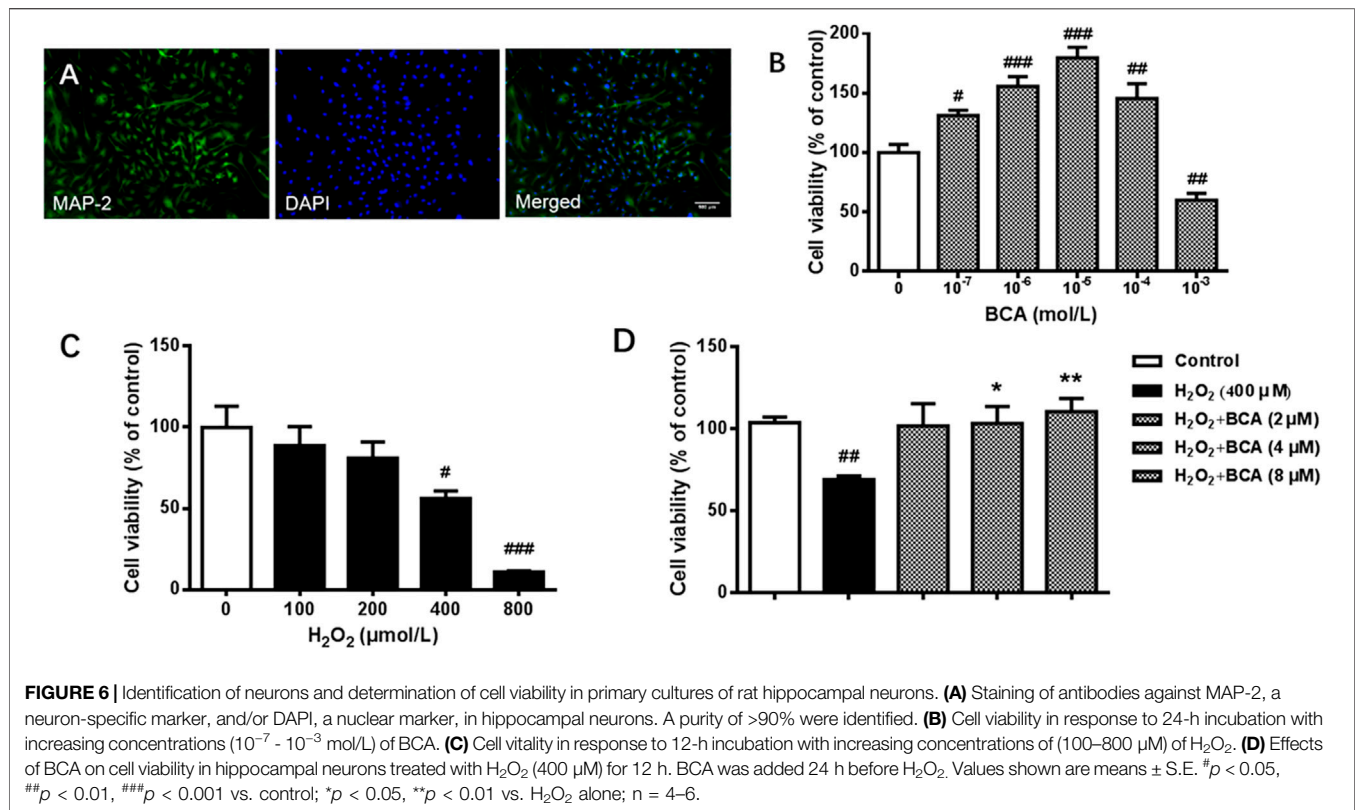 A
MAP-2
DAPI
Merged
B
Cell viability (% of control)
200
150
100
50
0
#
###
###
##
##
0
10⁻⁷
10⁻⁶
10⁻⁵
10⁻⁴
10⁻³
BCA (mol/L)
C
Cell viability (% of control)
150
100
50
0
#
###
0
100
200
400
800
H₂O₂ (µmol/L)
D
Cell viability (% of control)
150
100
50
0
##
*
**
Control
H₂O₂ (400 µM)
H₂O₂+BCA (2 µM)
H₂O₂+BCA (4 µM)
H₂O₂+BCA (8 µM)
FIGURE 6 | Identification of neurons and determination of cell viability in primary cultures of rat hippocampal neurons. (A) Staining of antibodies against MAP-2, a
neuron-specific marker, and/or DAPI, a nuclear marker, in hippocampal neurons. A purity of >90% were identified. (B) Cell viability in response to 24-h incubation with
increasing concentrations (10⁻⁷ - 10⁻³ mol/L) of BCA. (C) Cell vitality in response to 12-h incubation with increasing concentrations of (100–800 µM) of H₂O₂. (D) Effects
of BCA on cell viability in hippocampal neurons treated with H₂O₂ (400 µM) for 12 h. BCA was added 24 h before H₂O₂. Values shown are means ± S.E. #p < 0.05,
##p < 0.01, ###p < 0.001 vs. control; *p < 0.05, **p < 0.01 vs. H₂O₂ alone; n = 4–6.